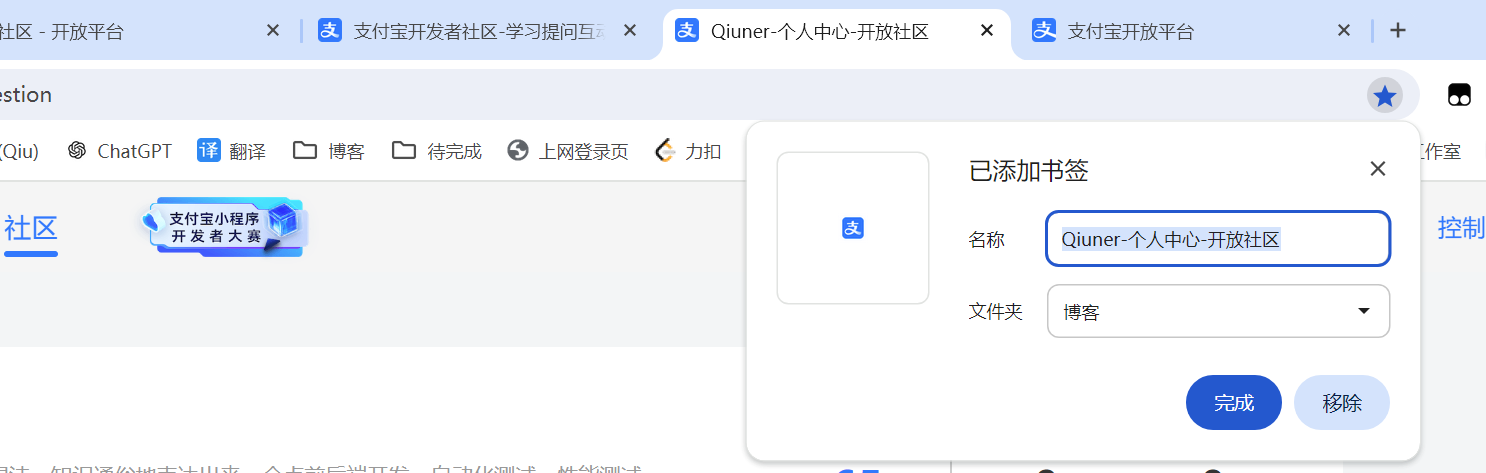 社区 - 开放平台
支付宝开发者社区-学习提问互动
Qiuner-个人中心-开放社区
支付宝开放平台
estion
(Qiu)
ChatGPT
翻译
博客
待完成
上网登录页
力扣
工作室
社区
支付宝小程序
开发者大赛
控制
已添加书签
名称
Qiuner-个人中心-开放社区
文件夹
博客
完成
移除